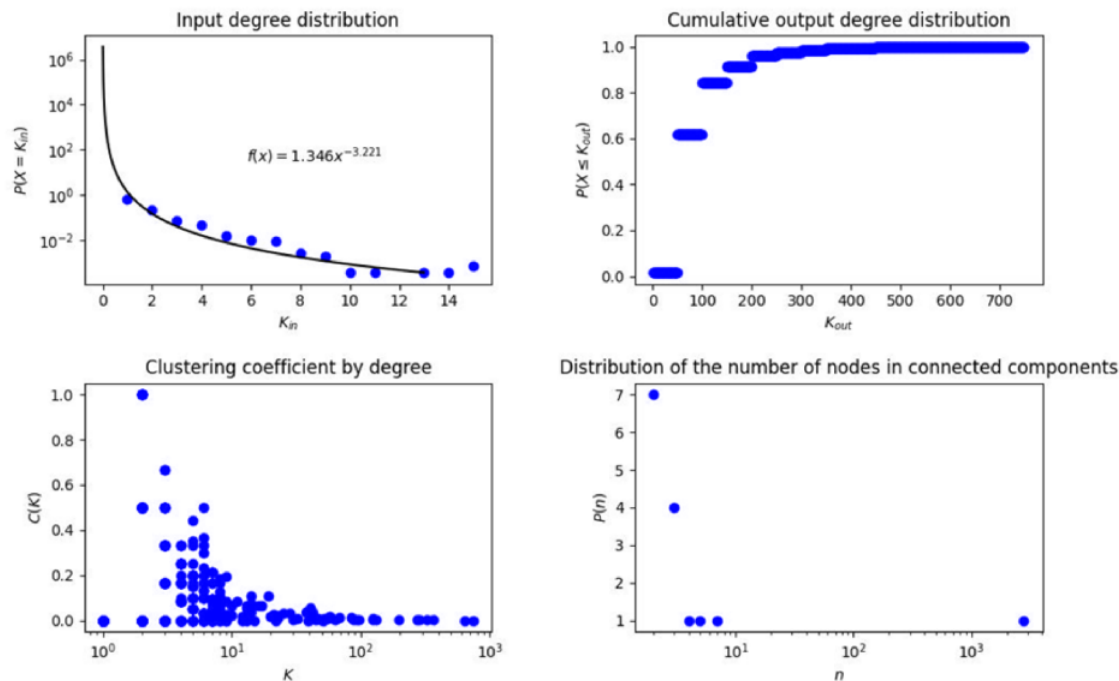 Input degree distribution
10^6
10^4
10^2
10^0
10^-2
P(X = K_in)
f(x) = 1.346x^-3.221
0 2 4 6 8 10 12 14
K_in
Cumulative output degree distribution
1.0
0.8
0.6
0.4
0.2
0.0
P(X ≤ K_out)
0 100 200 300 400 500 600 700
K_out
Clustering coefficient by degree
1.0
0.8
0.6
0.4
0.2
0.0
C(K)
10^0 10^1 10^2 10^3
K
Distribution of the number of nodes in connected components
7
6
5
4
3
2
1
P(n)
10^1 10^2 10^3
n